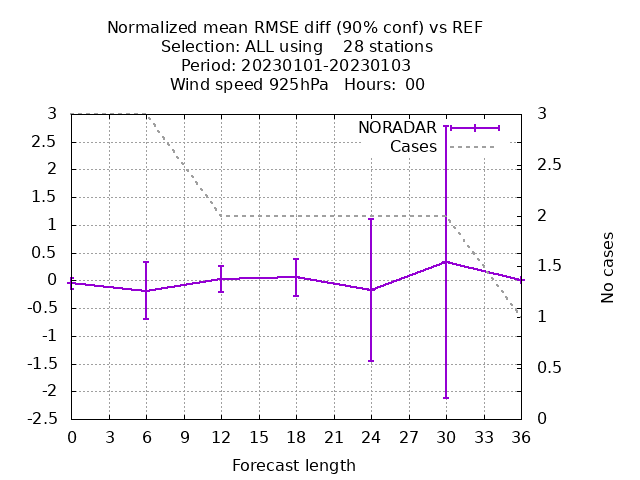 Normalized mean RMSE diff (90% conf) vs REF
Selection: ALL using    28 stations
Period: 20230101-20230103
Wind speed 925hPa   Hours:  00
NORADAR
Cases
3
2.5
2
1.5
1
0.5
0
-0.5
-1
-1.5
-2
-2.5
3
2.5
2
1.5
1
0.5
0
No cases
0 3 6 9 12 15 18 21 24 27 30 33 36
Forecast length